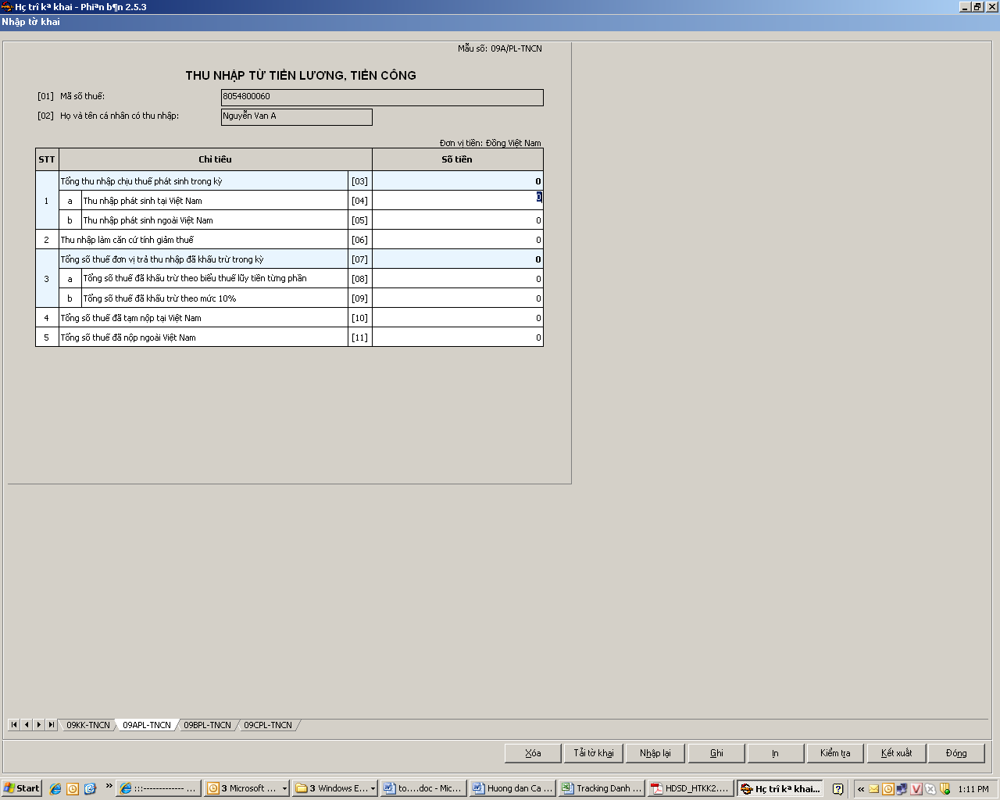 Hç trî kª khai - Phiªn b¶n 2.5.3
Nhập tờ khai
Mẫu số: 09A/PL-TNCN
THU NHẬP TỪ TIỀN LƯƠNG, TIỀN CÔNG
[01] Mã số thuế: 8054800060
[02] Họ và tên cá nhân có thu nhập: Nguyễn Van A
Đơn vị tiền: Đồng Việt Nam
STT Chỉ tiêu Số tiền
1 Tổng thu nhập chịu thuế phát sinh trong kỳ [03] 0
a Thu nhập phát sinh tại Việt Nam [04] 0
b Thu nhập phát sinh ngoài Việt Nam [05] 0
2 Thu nhập làm căn cứ tính giảm thuế [06] 0
3 Tổng số thuế đơn vị trả thu nhập đã khấu trừ trong kỳ [07] 0
a Tổng số thuế đã khấu trừ theo biểu thuế lũy tiến từng phần [08] 0
b Tổng số thuế đã khấu trừ theo mức 10% [09] 0
4 Tổng số thuế đã tạm nộp tại Việt Nam [10] 0
5 Tổng số thuế đã nộp ngoài Việt Nam [11] 0
09KK-TNCN 09APL-TNCN 09BPL-TNCN 09CPL-TNCN
Xóa Tải tờ khai Nhập lại Ghi In Kiểm tra Kết xuất Đóng
Start » :::------------- ... 3 Microsoft ... 3 Windows E... to....doc - Mic... Huong dan Ca ... Tracking Danh ... HDSD_HTKK2.... Hç trî kª khai... « 1:11 PM